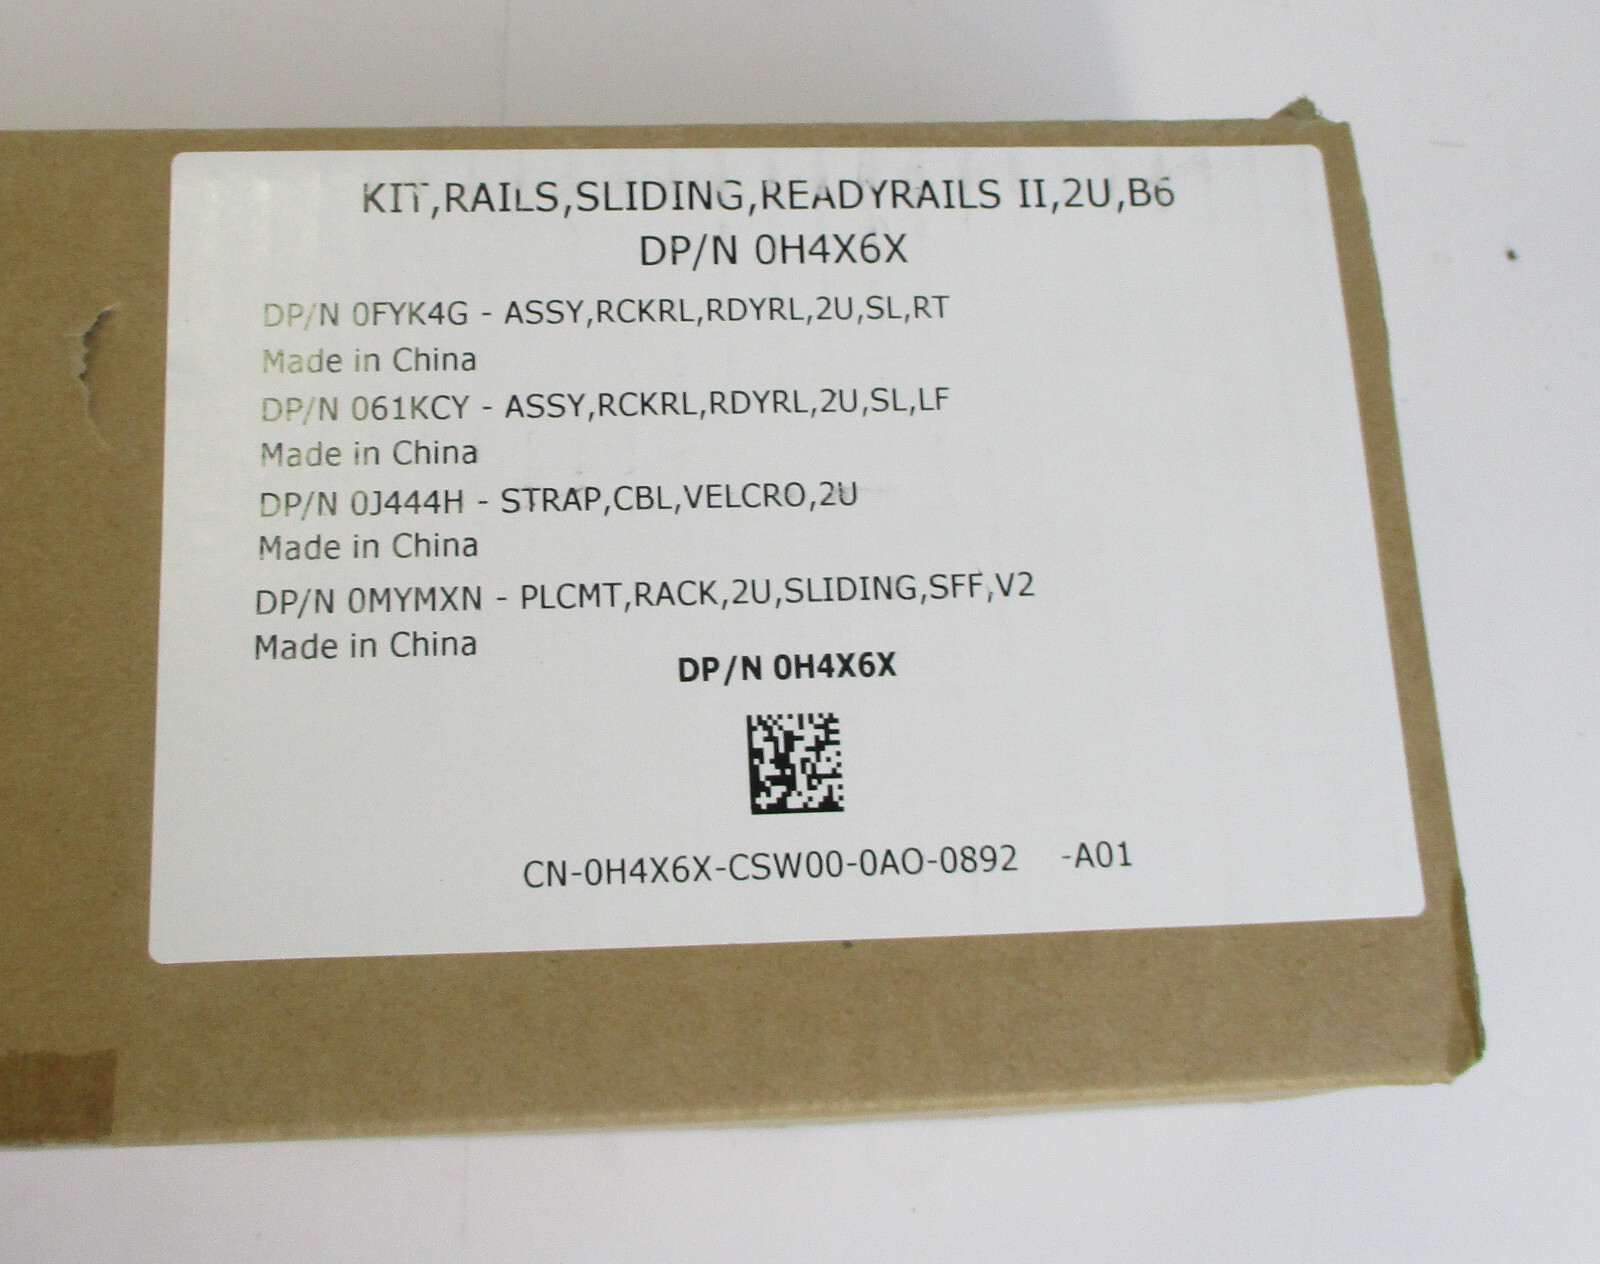 KIT,RAILS,SLIDING,READYRAILS II,2U,B6
DP/N 0H4X6X
DP/N 0FYK4G - ASSY,RCKRL,RDYRL,2U,SL,RT
Made in China
DP/N 061KCY - ASSY,RCKRL,RDYRL,2U,SL,LF
Made in China
DP/N 0J444H - STRAP,CBL,VELCRO,2U
Made in China
DP/N 0MYMXN - PLCMT,RACK,2U,SLIDING,SFF,V2
Made in China
DP/N 0H4X6X
CN-0H4X6X-CSW00-0AO-0892 -A01